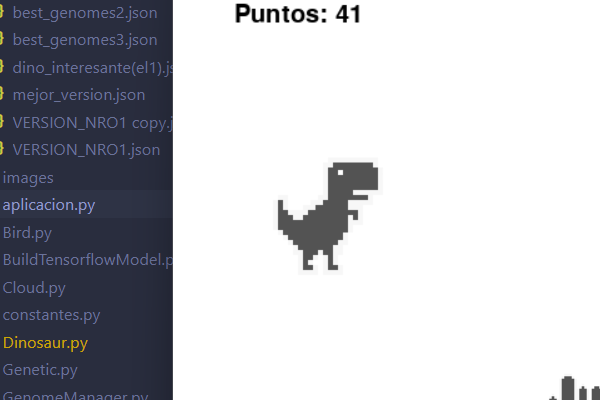 best_genomes2.json
best_genomes3.json
dino_interesante(el1).js
mejor_version.json
VERSION_NRO1 copy.j
VERSION_NRO1.json
images
aplicacion.py
Bird.py
BuildTensorflowModel.p
Cloud.py
constantes.py
Dinosaur.py
Genetic.py
GenomeManager.py
Puntos: 41